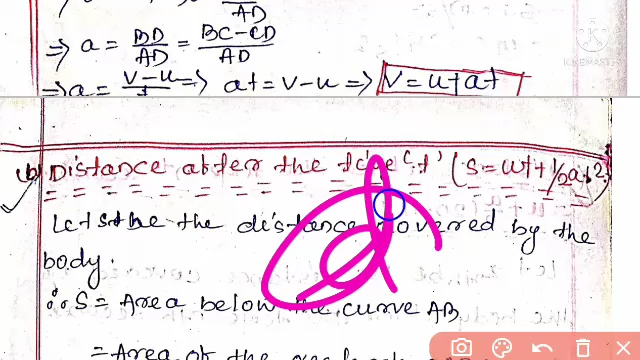 AD
⇒ a = BD/AD = BC-CD/AD
⇒ a = v-u/t ⇒ at = v-u ⇒ v = u+at
KINEMASTER
(b) Distance after the time 't' (s = ut + 1/2at²)
Let s be the distance covered by the
body.
∴ S = Area below the curve AB
= Area of the